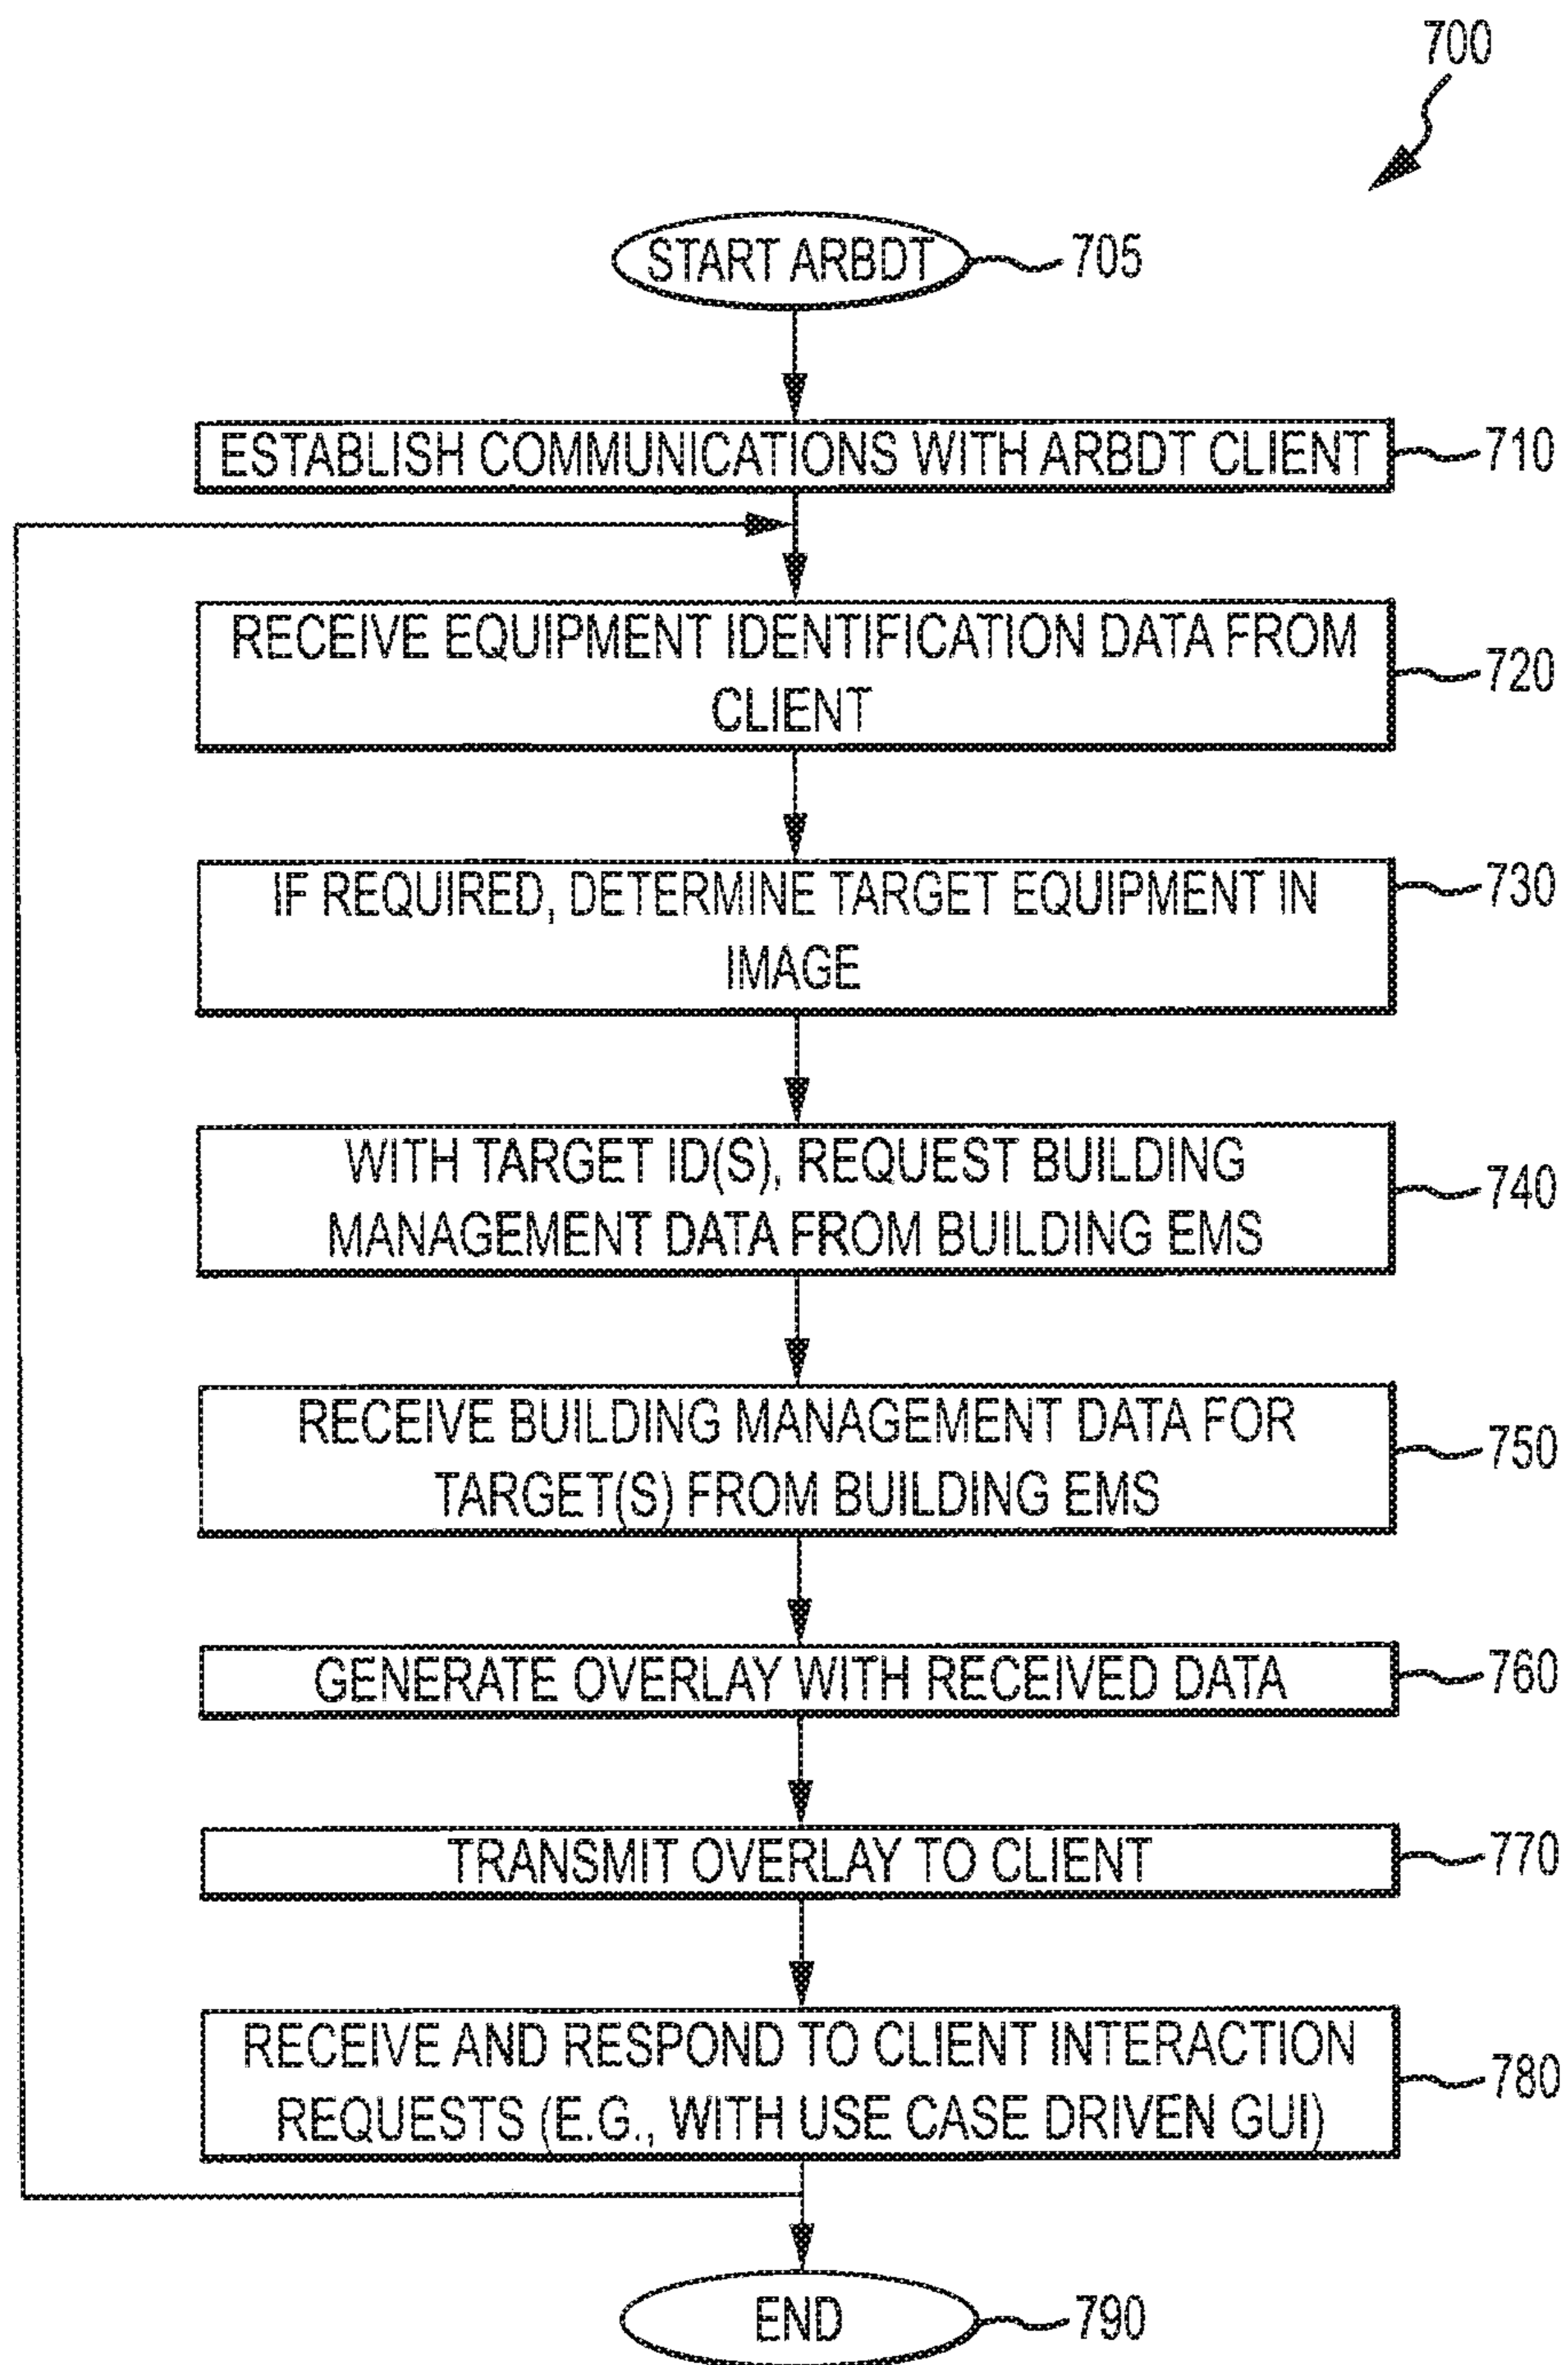 700
START ARBDT
705
ESTABLISH COMMUNICATIONS WITH ARBDT CLIENT
710
RECEIVE EQUIPMENT IDENTIFICATION DATA FROM
CLIENT
720
IF REQUIRED, DETERMINE TARGET EQUIPMENT IN
IMAGE
730
WITH TARGET ID(S), REQUEST BUILDING
MANAGEMENT DATA FROM BUILDING EMS
740
RECEIVE BUILDING MANAGEMENT DATA FOR
TARGET(S) FROM BUILDING EMS
750
GENERATE OVERLAY WITH RECEIVED DATA
760
TRANSMIT OVERLAY TO CLIENT
770
RECEIVE AND RESPOND TO CLIENT INTERACTION
REQUESTS (E.G., WITH USE CASE DRIVEN GUI)
780
END
790